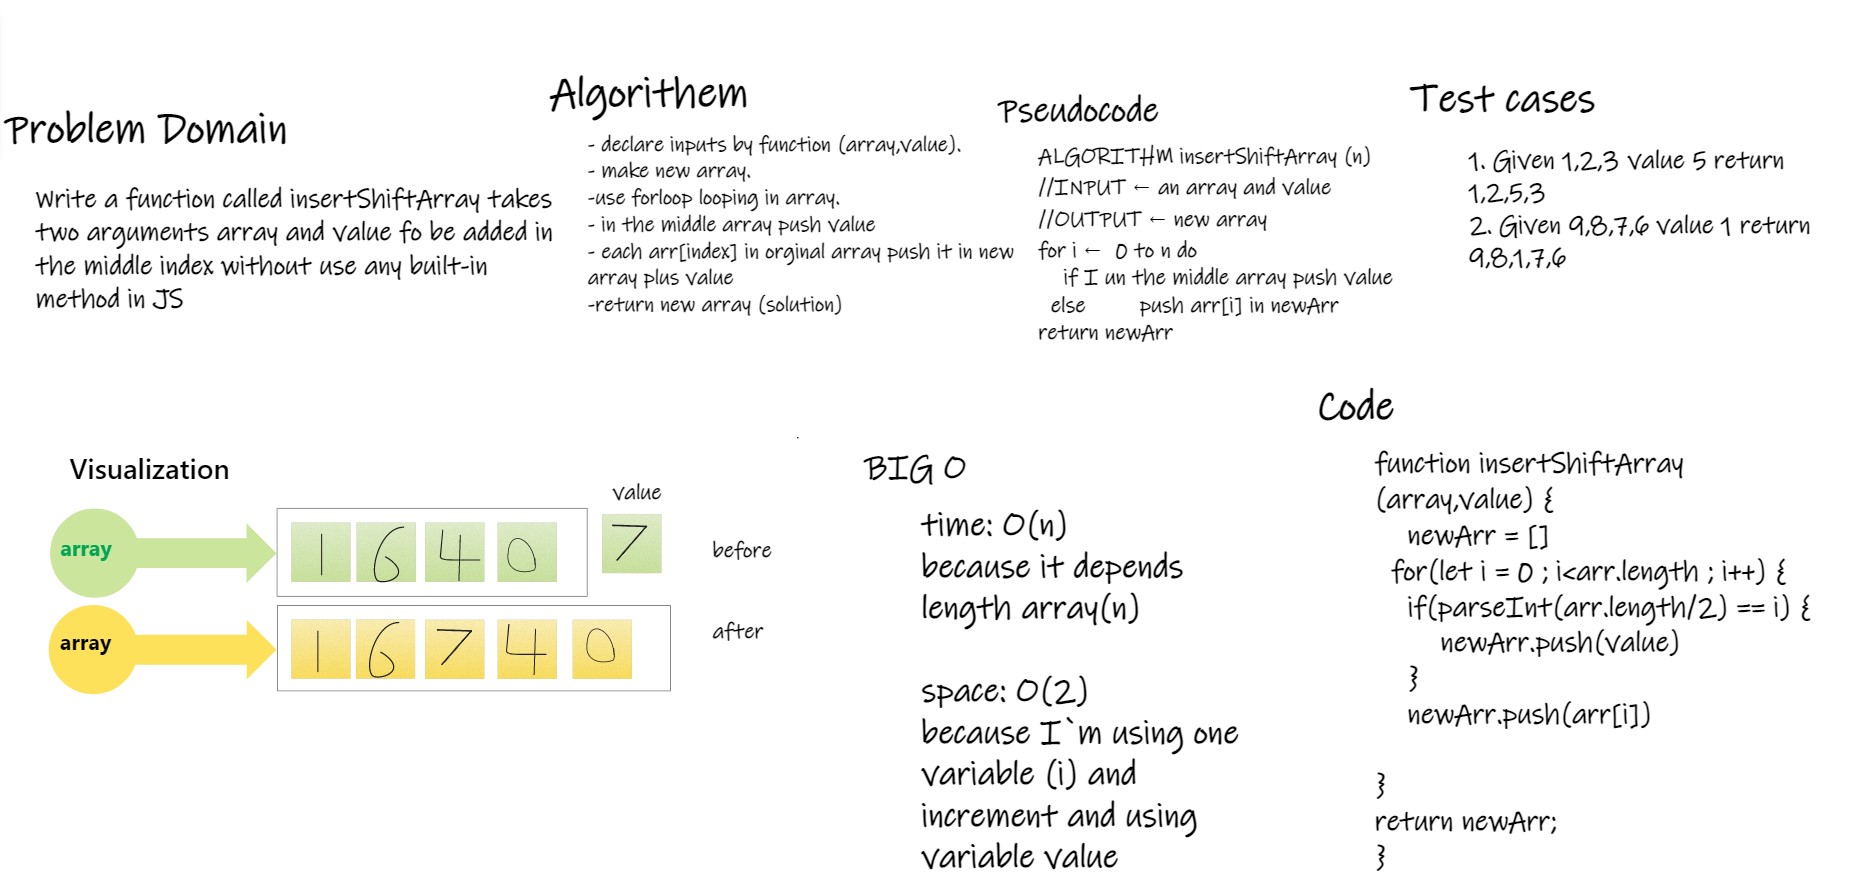 Problem Domain
Write a function called insertShiftArray takes
two arguments array and value fo be added in
the middle index without use any built-in
method in JS
Algorithem
- declare inputs by function (array,value).
- make new array.
-use forloop looping in array.
- in the middle array push value
- each arr[index] in orginal array push it in new
array plus value
-return new array (solution)
Pseudocode
ALGORITHM insertShiftArray (n)
//INPUT ← an array and value
//OUTPUT ← new array
for i ← 0 to n do
if I un the middle array push value
else push arr[i] in newArr
return newArr
Test cases
1. Given 1,2,3 value 5 return
1,2,5,3
2. Given 9,8,7,6 value 1 return
9,8,1,7,6
Visualization
value
array 1 6 4 0 7 before
array 1 6 7 4 0 after
BIG O
time: O(n)
because it depends
length array(n)
space: O(2)
because I`m using one
variable (i) and
increment and using
variable value
Code
function insertShiftArray
(array,value) {
newArr = []
for(let i = 0 ; i<arr.length ; i++) {
if(parseInt(arr.length/2) == i) {
newArr.push(value)
}
newArr.push(arr[i])
}
return newArr;
}